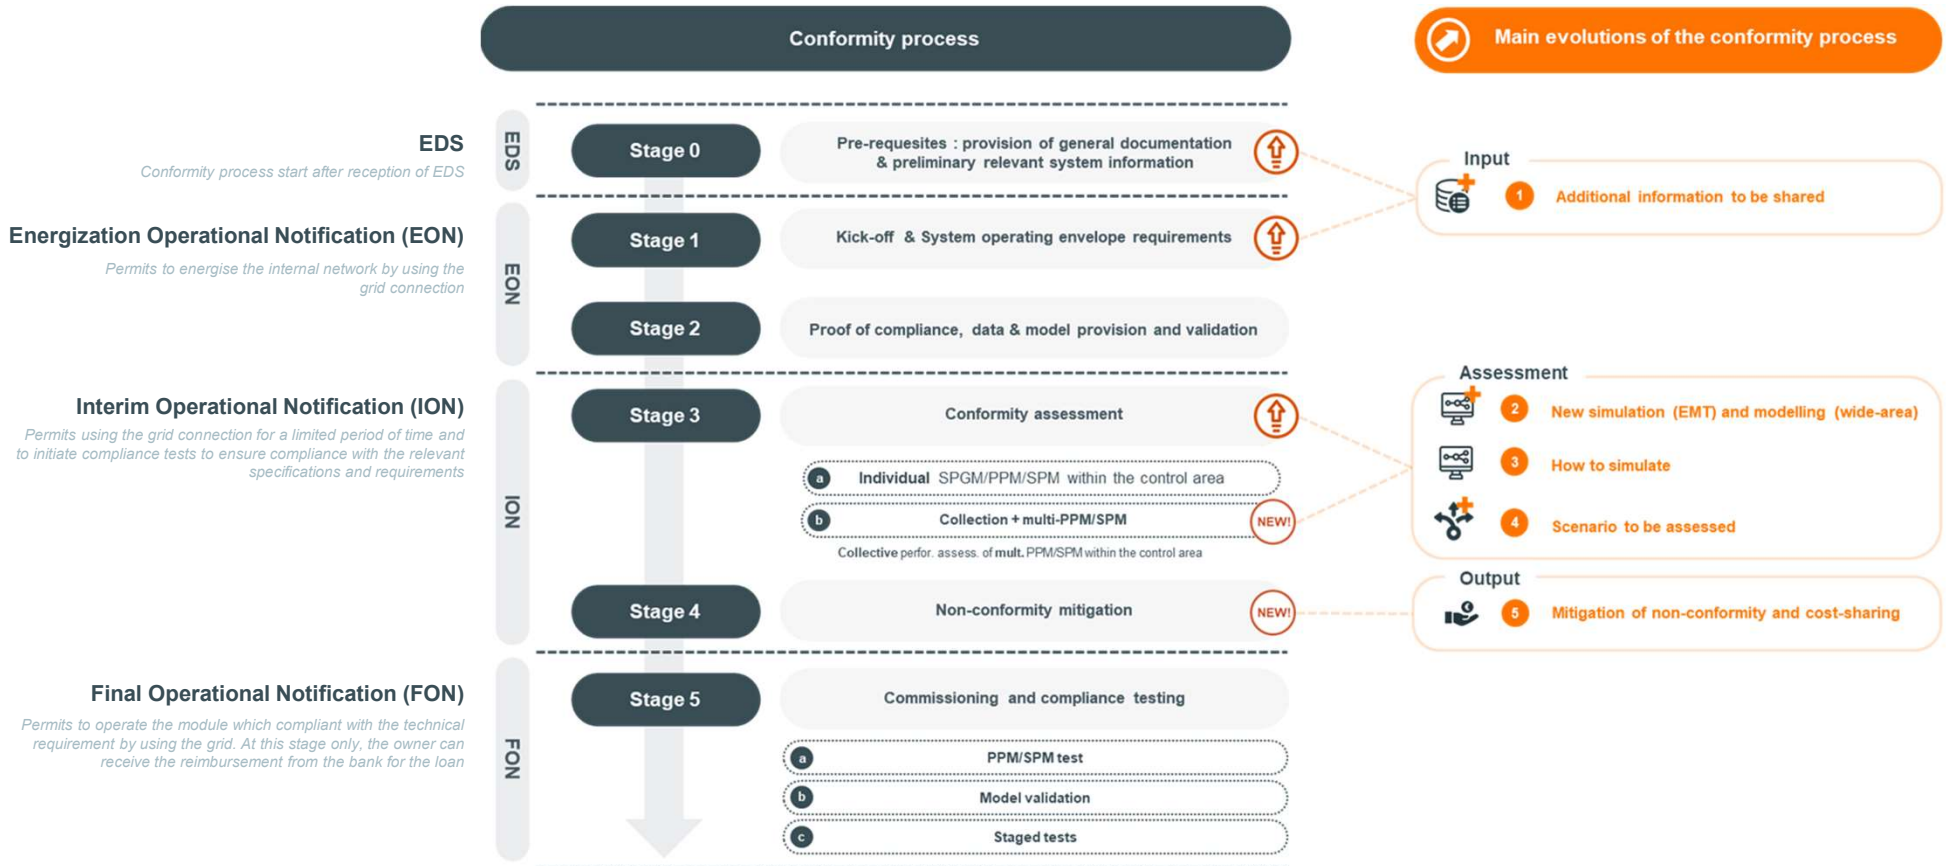 Conformity process
Main evolutions of the conformity process
EDS
Conformity process start after reception of EDS
EDS
Stage 0
Pre-requesites : provision of general documentation
& preliminary relevant system information
Input
1
Additional information to be shared
Energization Operational Notification (EON)
Permits to energise the internal network by using the
grid connection
EON
Stage 1
Kick-off & System operating envelope requirements
Stage 2
Proof of compliance, data & model provision and validation
Interim Operational Notification (ION)
Permits using the grid connection for a limited period of time and
to initiate compliance tests to ensure compliance with the relevant
specifications and requirements
ION
Stage 3
Conformity assessment
a
Individual SPGM/PPM/SPM within the control area
b
Collection + multi-PPM/SPM
NEW!
Collective perfor. assess. of mult. PPM/SPM within the control area
Assessment
2
New simulation (EMT) and modelling (wide-area)
3
How to simulate
4
Scenario to be assessed
Stage 4
Non-conformity mitigation
NEW!
Output
5
Mitigation of non-conformity and cost-sharing
Final Operational Notification (FON)
Permits to operate the module which compliant with the technical
requirement by using the grid. At this stage only, the owner can
receive the reimbursement from the bank for the loan
FON
Stage 5
Commissioning and compliance testing
a
PPM/SPM test
b
Model validation
c
Staged tests